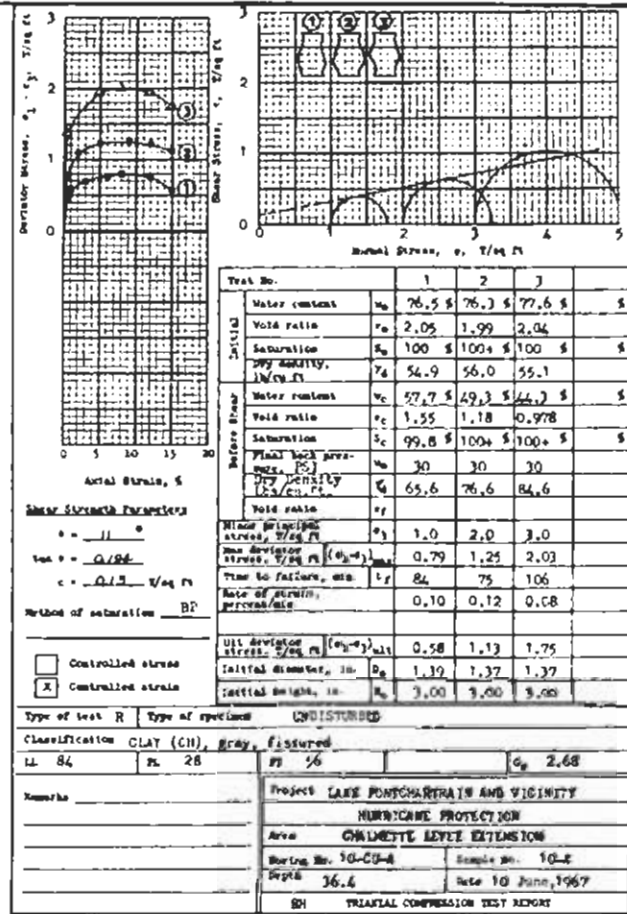 Deviator Stress, σ1 - σ3, T/sq ft
3
2
1
0
Shear Stress, τ, T/sq ft
3
2
1
0
① ② ③
③
②
①
0 1 2 3 4 5
Normal Stress, σ, T/sq ft
0 5 10 15 20
Axial Strain, %
Shear Strength Parameters
φ = 11 °
tan φ = 0.194
c = 0.15 T/sq ft
Method of saturation BP
Controlled stress
X Controlled strain
Test No. 1 2 3
Initial
Water content w₀ 76.5 % 76.3 % 77.6 % %
Void ratio e₀ 2.05 1.99 2.04
Saturation S₀ 100 % 100+ % 100 % %
Dry density, lb/cu ft γd 54.9 56.0 55.1
Before Shear
Water content wc 57.7 % 49.3 % 44.3 % %
Void ratio ec 1.55 1.18 0.978
Saturation Sc 99.8 % 100+ % 100+ % %
Final back pressure, PSI u₀ 30 30 30
Dry Density Lbs/cu.ft. γd 65.6 76.6 84.6
Void ratio ef
Minor principal stress, T/sq ft σ3 1.0 2.0 3.0
Max deviator stress, T/sq ft (σ1-σ3)max 0.79 1.25 2.03
Time to failure, min tf 84 75 106
Rate of strain, percent/min 0.10 0.12 0.08
Ult deviator stress, T/sq ft (σ1-σ3)ult 0.58 1.13 1.75
Initial diameter, in. D₀ 1.39 1.37 1.37
Initial height, in. H₀ 3.00 3.00 3.00
Type of test R Type of specimen UNDISTURBED
Classification CLAY (CH), gray, fissured
LL 84 PL 28 PI 56 Gs 2.68
Remarks
Project LAKE PONTCHARTRAIN AND VICINITY
HURRICANE PROTECTION
Area CHALMETTE LEVEE EXTENSION
Boring No. Sample No.
Depth 36.4 Date 10 June, 1967
TRIAXIAL COMPRESSION TEST REPORT